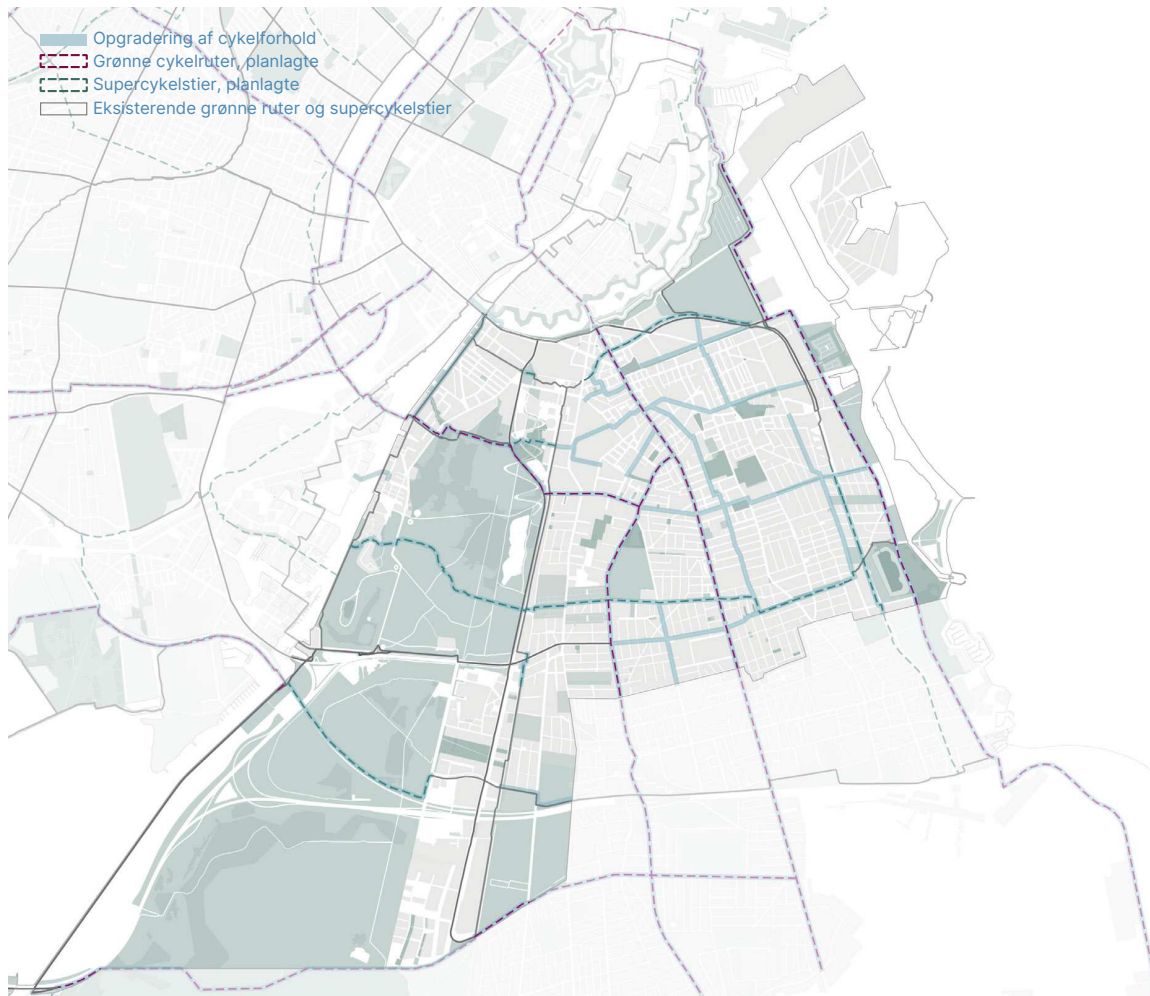 Opgradering af cykelforhold
Grønne cykelruter, planlagte
Supercykelstier, planlagte
Eksisterende grønne ruter og supercykelstier